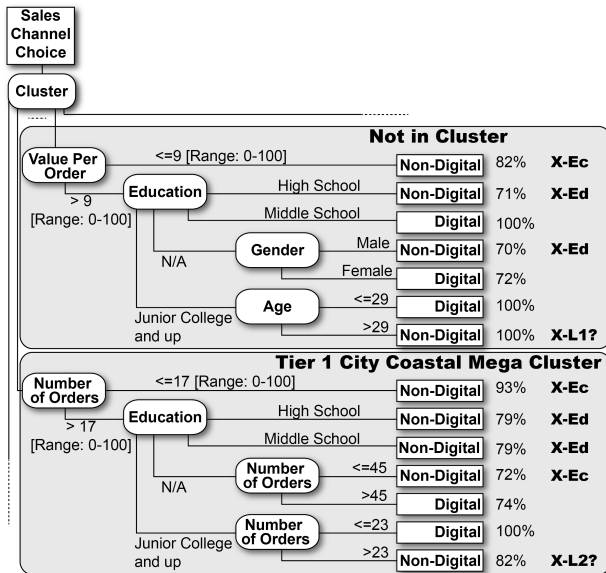 Sales
Channel
Choice
Cluster
Not in Cluster
Value Per
Order
<=9 [Range: 0-100]
Non-Digital 82% X-Ec
> 9
[Range: 0-100]
Education
High School
Non-Digital 71% X-Ed
Middle School
Digital 100%
N/A
Gender
Male
Non-Digital 70% X-Ed
Female
Digital 72%
Junior College
and up
Age
<=29
Digital 100%
>29
Non-Digital 100% X-L1?
Tier 1 City Coastal Mega Cluster
Number
of Orders
<=17 [Range: 0-100]
Non-Digital 93% X-Ec
> 17
[Range: 0-100]
Education
High School
Non-Digital 79% X-Ed
Middle School
Non-Digital 79% X-Ed
N/A
Number
of Orders
<=45
Non-Digital 72% X-Ec
>45
Digital 74%
Junior College
and up
Number
of Orders
<=23
Digital 100%
>23
Non-Digital 82% X-L2?